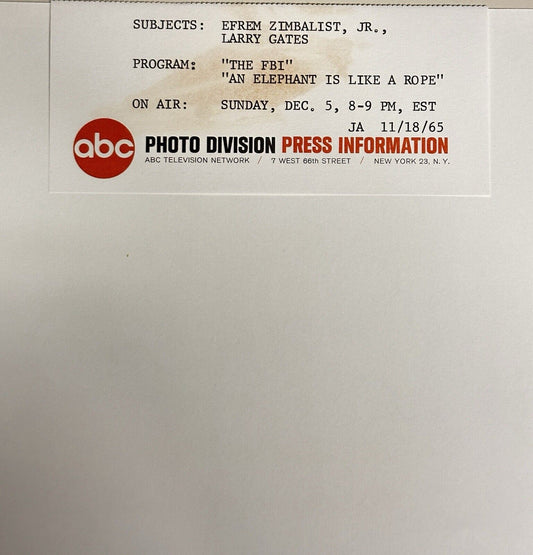 SUBJECTS: EFREM ZIMBALIST, JR.,
LARRY GATES
PROGRAM: "THE FBI"
"AN ELEPHANT IS LIKE A ROPE"
ON AIR: SUNDAY, DEC. 5, 8-9 PM, EST
JA 11/18/65
abc PHOTO DIVISION PRESS INFORMATION
ABC TELEVISION NETWORK / 7 WEST 66th STREET / NEW YORK 23, N.Y.